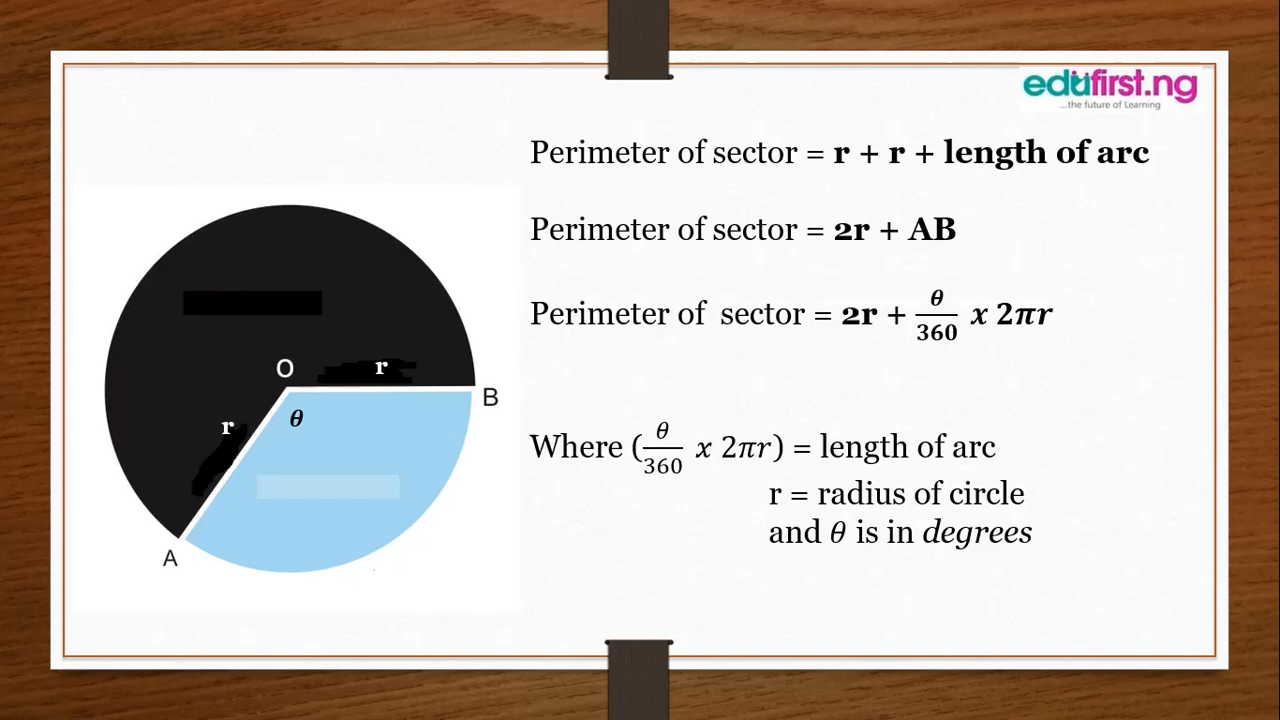 edufirst.ng
...the future of Learning
Perimeter of sector = r + r + length of arc
Perimeter of sector = 2r + AB
Perimeter of sector = 2r + θ/360 x 2πr
O
r
B
r
θ
A
Where (θ/360 x 2πr) = length of arc
r = radius of circle
and θ is in degrees